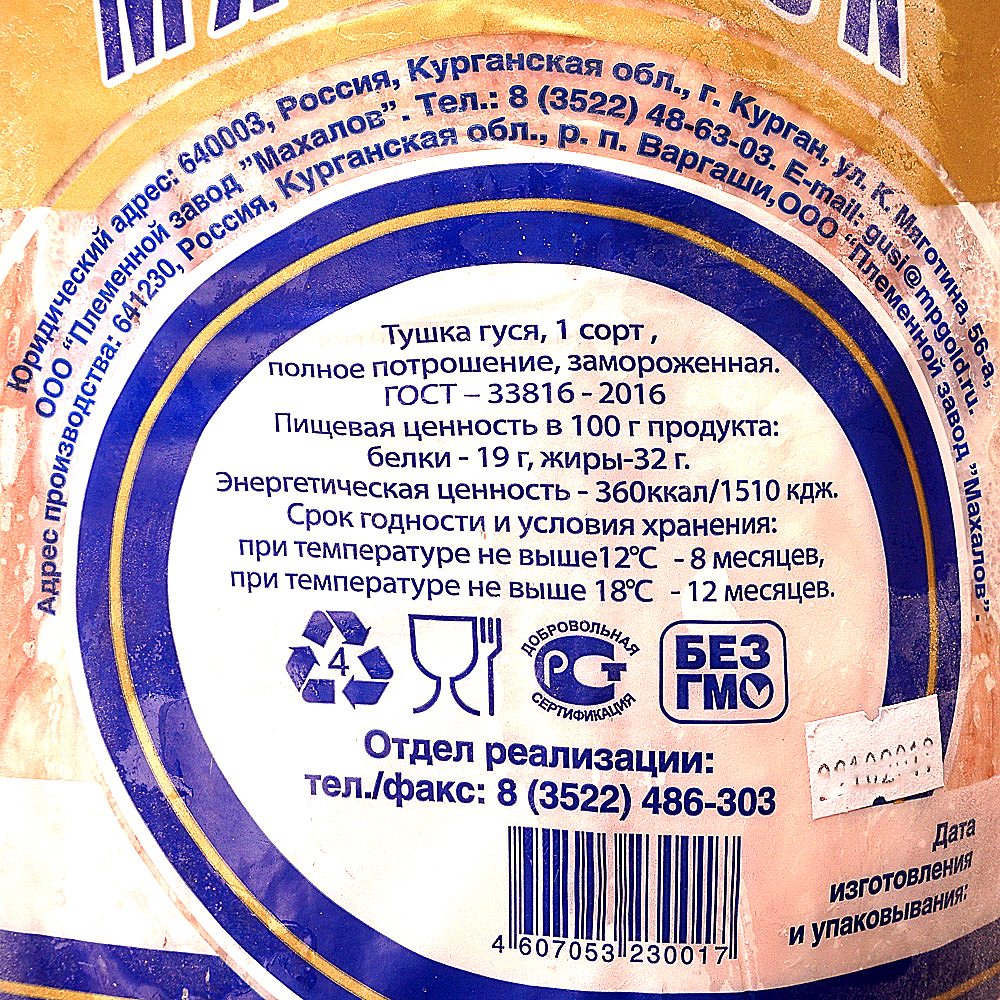 Юридический адрес: 640003, Россия, Курганская обл., г. Курган, ул. К. Мяготина, 56-а,
ООО "Племенной завод "Махалов". Тел.: 8 (3522) 48-63-03. E-mail: gusi@mpgold.ru.
Адрес производства: 641230, Россия, Курганская обл., р. п. Варгаши,ООО "Племенной завод "Махалов".
Тушка гуся, 1 сорт ,
полное потрошение, замороженная.
ГОСТ – 33816 - 2016
Пищевая ценность в 100 г продукта:
белки - 19 г, жиры-32 г.
Энергетическая ценность - 360ккал/1510 кдж.
Срок годности и условия хранения:
при температуре не выше12°С - 8 месяцев,
при температуре не выше 18°С - 12 месяцев.
4
ДОБРОВОЛЬНАЯ
РСТ
СЕРТИФИКАЦИЯ
БЕЗ
ГМО
Отдел реализации:
тел./факс: 8 (3522) 486-303
Дата
изготовления
и упаковывания:
4 607053 230017